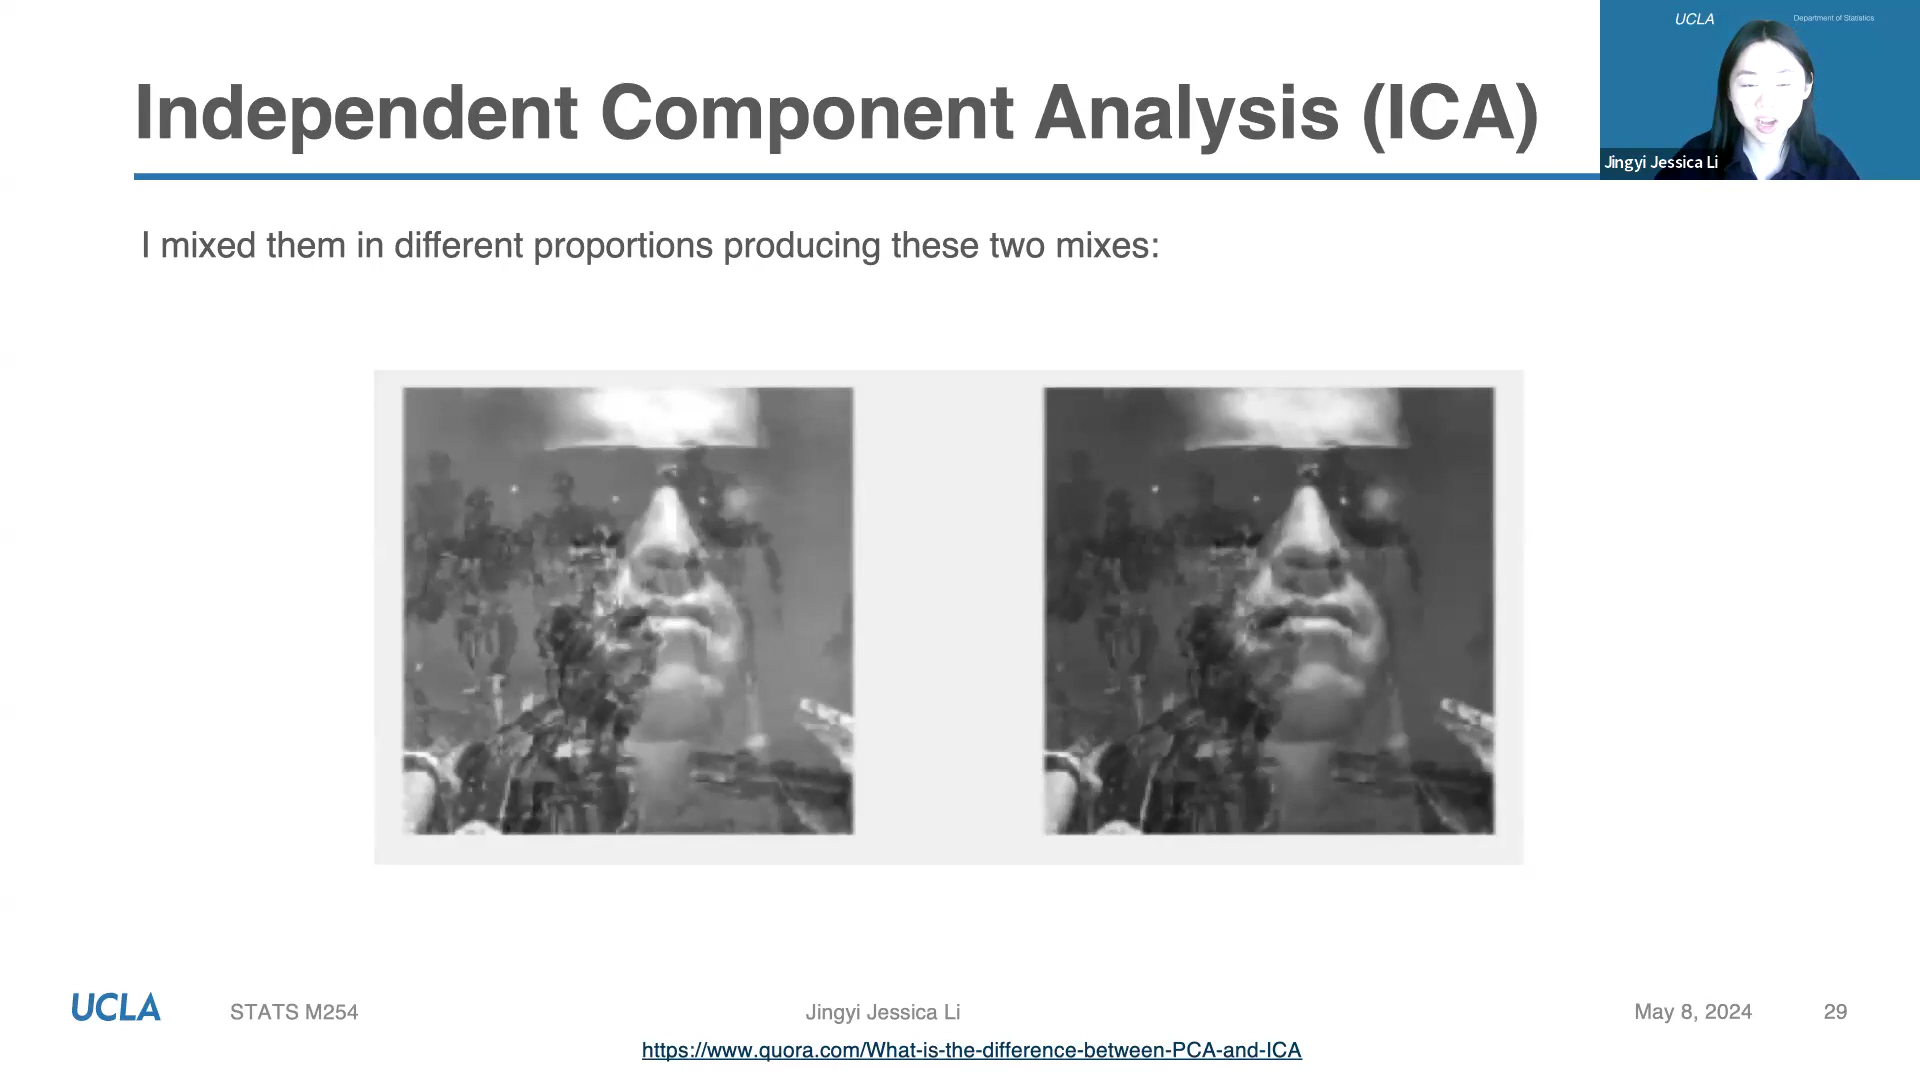 UCLA
Department of Statistics
Independent Component Analysis (ICA)
Jingyi Jessica Li
I mixed them in different proportions producing these two mixes:
UCLA
STATS M254
Jingyi Jessica Li
May 8, 2024
29
https://www.quora.com/What-is-the-difference-between-PCA-and-ICA